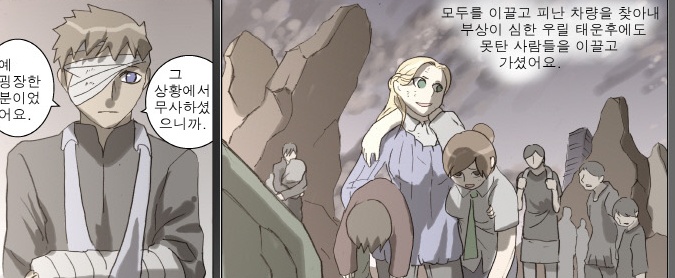 예
굉장한
분이었
어요.
그
상황에서
무사하셨
으니까.
모두를 이끌고 피난 차량을 찾아내
부상이 심한 우릴 태운후에도
못탄 사람들을 이끌고
가셨어요.